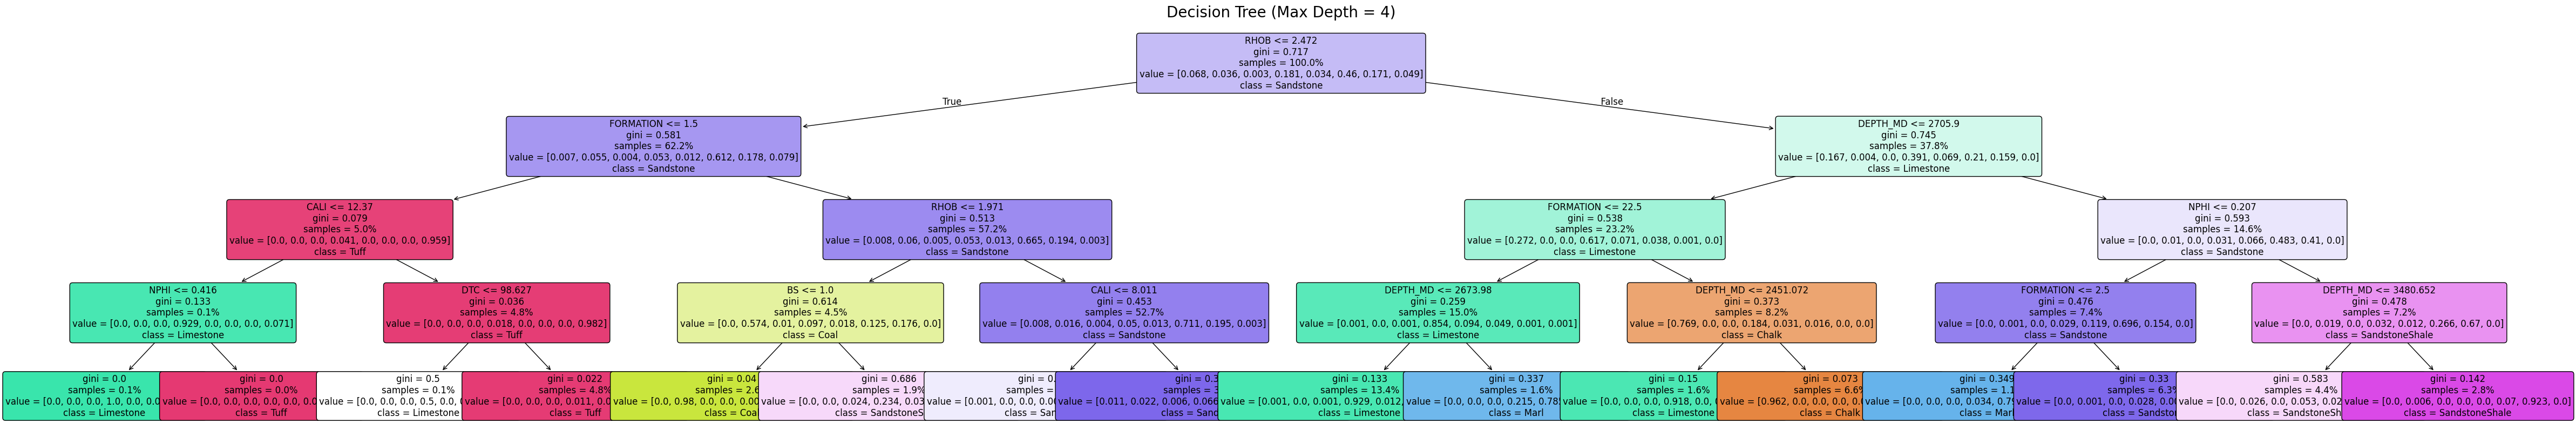 Decision Tree (Max Depth = 4)
RHOB <= 2.472
gini = 0.717
samples = 100.0%
value = [0.068, 0.036, 0.003, 0.181, 0.034, 0.46, 0.171, 0.049]
class = Sandstone
True
False
FORMATION <= 1.5
gini = 0.581
samples = 62.2%
value = [0.007, 0.055, 0.004, 0.053, 0.012, 0.612, 0.178, 0.079]
class = Sandstone
DEPTH_MD <= 2705.9
gini = 0.745
samples = 37.8%
value = [0.167, 0.004, 0.0, 0.391, 0.069, 0.21, 0.159, 0.0]
class = Limestone
CALI <= 12.37
gini = 0.079
samples = 5.0%
value = [0.0, 0.0, 0.0, 0.041, 0.0, 0.0, 0.0, 0.959]
class = Tuff
RHOB <= 1.971
gini = 0.513
samples = 57.2%
value = [0.008, 0.06, 0.005, 0.053, 0.013, 0.665, 0.194, 0.003]
class = Sandstone
FORMATION <= 22.5
gini = 0.538
samples = 23.2%
value = [0.272, 0.0, 0.0, 0.617, 0.071, 0.038, 0.001, 0.0]
class = Limestone
NPHI <= 0.207
gini = 0.593
samples = 14.6%
value = [0.0, 0.01, 0.0, 0.031, 0.066, 0.483, 0.41, 0.0]
class = Sandstone
NPHI <= 0.416
gini = 0.133
samples = 0.1%
value = [0.0, 0.0, 0.0, 0.929, 0.0, 0.0, 0.0, 0.071]
class = Limestone
DTC <= 98.627
gini = 0.036
samples = 4.8%
value = [0.0, 0.0, 0.0, 0.018, 0.0, 0.0, 0.0, 0.982]
class = Tuff
BS <= 1.0
gini = 0.614
samples = 4.5%
value = [0.0, 0.574, 0.01, 0.097, 0.018, 0.125, 0.176, 0.0]
class = Coal
CALI <= 8.011
gini = 0.453
samples = 52.7%
value = [0.008, 0.016, 0.004, 0.05, 0.013, 0.711, 0.195, 0.003]
class = Sandstone
DEPTH_MD <= 2673.98
gini = 0.259
samples = 15.0%
value = [0.001, 0.0, 0.001, 0.854, 0.094, 0.049, 0.001, 0.001]
class = Limestone
DEPTH_MD <= 2451.072
gini = 0.373
samples = 8.2%
value = [0.769, 0.0, 0.0, 0.184, 0.031, 0.016, 0.0, 0.0]
class = Chalk
FORMATION <= 2.5
gini = 0.476
samples = 7.4%
value = [0.0, 0.001, 0.0, 0.029, 0.119, 0.696, 0.154, 0.0]
class = Sandstone
DEPTH_MD <= 3480.652
gini = 0.478
samples = 7.2%
value = [0.0, 0.019, 0.0, 0.032, 0.012, 0.266, 0.67, 0.0]
class = SandstoneShale
gini = 0.0
samples = 0.1%
value = [0.0, 0.0, 0.0, 1.0, 0.0, 0.0
class = Limestone
gini = 0.0
samples = 0.0%
value = [0.0, 0.0, 0.0, 0.0, 0.0, 0.0
class = Tuff
gini = 0.5
samples = 0.1%
value = [0.0, 0.0, 0.0, 0.5, 0.0,
class = Limestone
gini = 0.022
samples = 4.8%
value = [0.0, 0.0, 0.0, 0.011, 0.0
class = Tuff
gini = 0.04
samples = 2.6
value = [0.0, 0.98, 0.0, 0.0,
class = Coal
gini = 0.686
samples = 1.9%
value = [0.0, 0.0, 0.024, 0.234,
class = SandstoneS
gini = 0.
samples =
value = [0.001, 0.0, 0.0,
class = San
gini = 0.3
samples = 3
value = [0.011, 0.022, 0.006, 0.066
class = Sand
gini = 0.133
samples = 13.4%
value = [0.001, 0.0, 0.001, 0.929, 0.012,
class = Limestone
gini = 0.337
samples = 1.6%
value = [0.0, 0.0, 0.0, 0.215, 0.785
class = Marl
gini = 0.15
samples = 1.6%
value = [0.0, 0.0, 0.0, 0.918, 0.0,
class = Limestone
gini = 0.073
samples = 6.6%
value = [0.962, 0.0, 0.0, 0.0,
class = Chalk
gini = 0.349
samples = 1.1
value = [0.0, 0.0, 0.0, 0.034, 0.79
class = Marl
gini = 0.33
samples = 6.3%
value = [0.0, 0.001, 0.0, 0.028,
class = Sandston
gini = 0.583
samples = 4.4%
value = [0.0, 0.026, 0.0, 0.053, 0.02
class = SandstoneSh
gini = 0.142
samples = 2.8%
value = [0.0, 0.006, 0.0, 0.0, 0.0, 0.07, 0.923, 0.0]
class = SandstoneShale